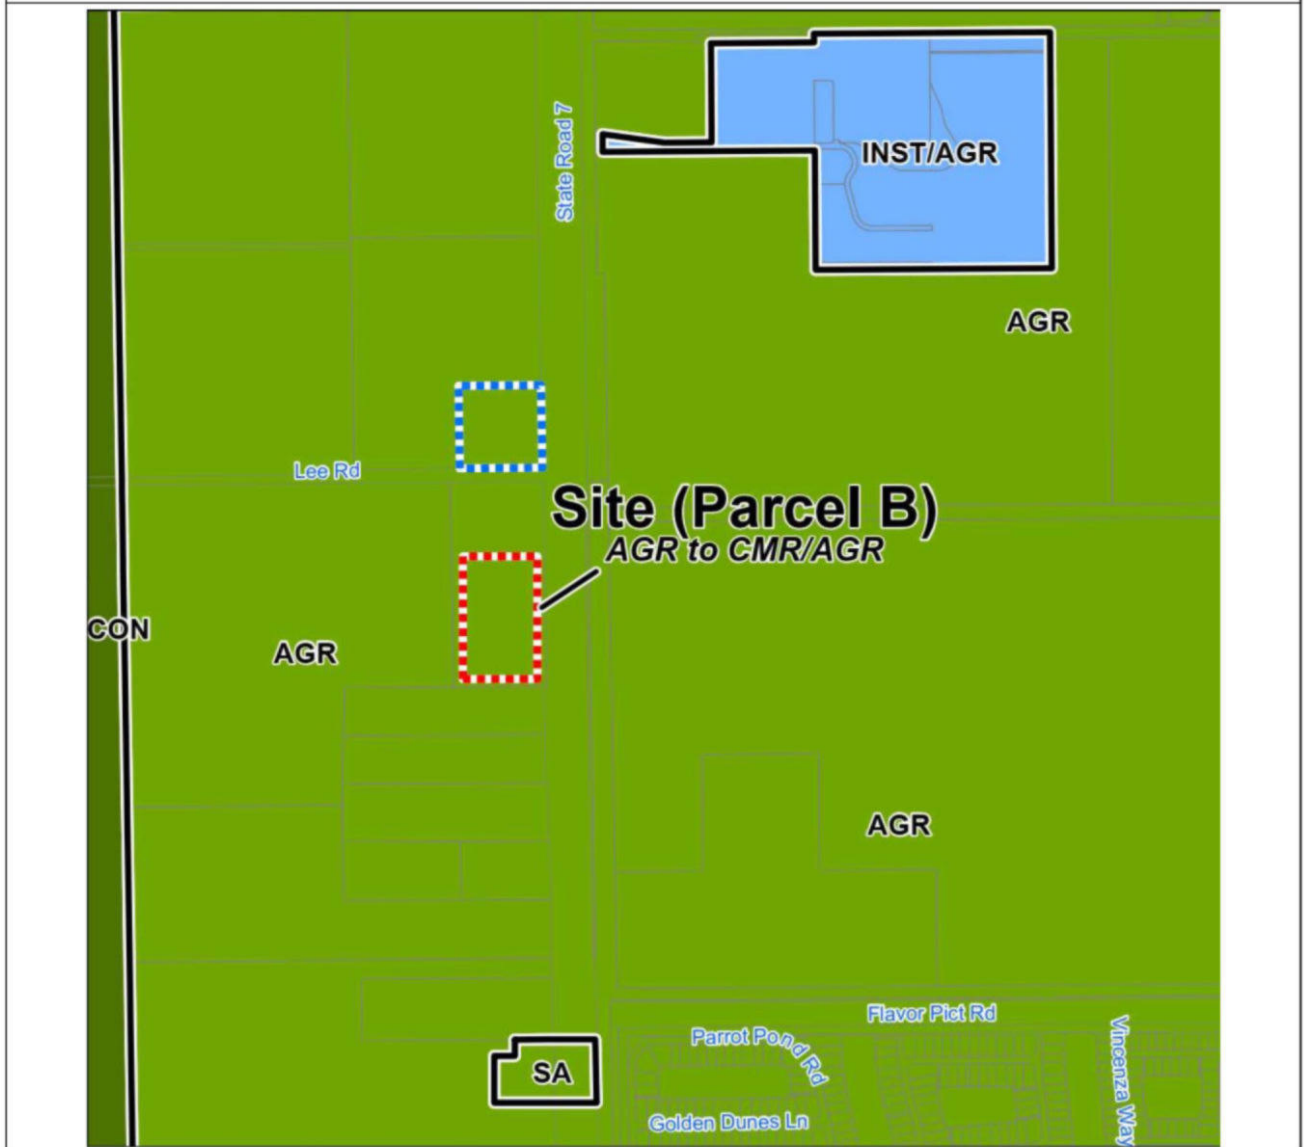 State Road 7
INST/AGR
AGR
Lee Rd
Site (Parcel B)
AGR to CMR/AGR
CON
AGR
AGR
Flavor Pict Rd
Parrot Pond Rd
Vincenza Way
SA
Golden Dunes Ln